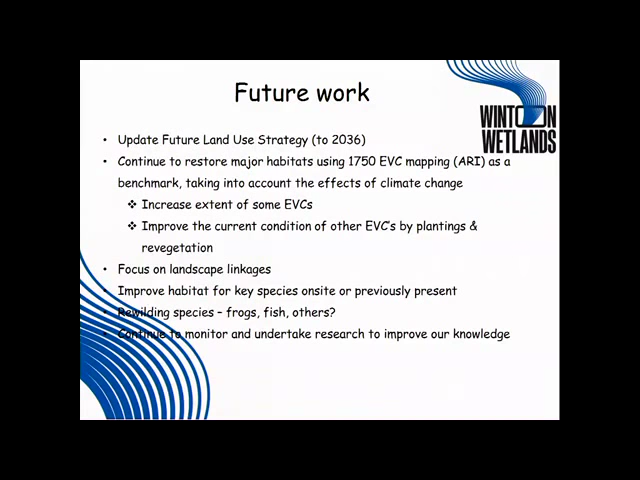 Future work
WINTON
WETLANDS
• Update Future Land Use Strategy (to 2036)
• Continue to restore major habitats using 1750 EVC mapping (ARI) as a
benchmark, taking into account the effects of climate change
❖ Increase extent of some EVCs
❖ Improve the current condition of other EVC's by plantings &
revegetation
• Focus on landscape linkages
• Improve habitat for key species onsite or previously present
• Rewilding species – frogs, fish, others?
• Continue to monitor and undertake research to improve our knowledge